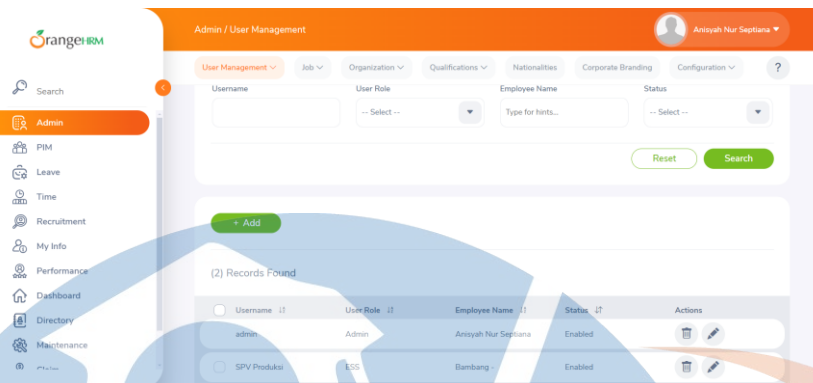 OrangeHRM
Admin / User Management
Anisyah Nur Septiana
User Management
Job
Organization
Qualifications
Nationalities
Corporate Branding
Configuration
?
Search
Admin
PIM
Leave
Time
Recruitment
My Info
Performance
Dashboard
Directory
Maintenance
Claim
Username
User Role
Employee Name
Status
-- Select --
Type for hints...
-- Select --
Reset
Search
+ Add
(2) Records Found
Username
User Role
Employee Name
Status
Actions
admin
Admin
Anisyah Nur Septiana
Enabled
SPV Produksi
ESS
Bambang -
Enabled